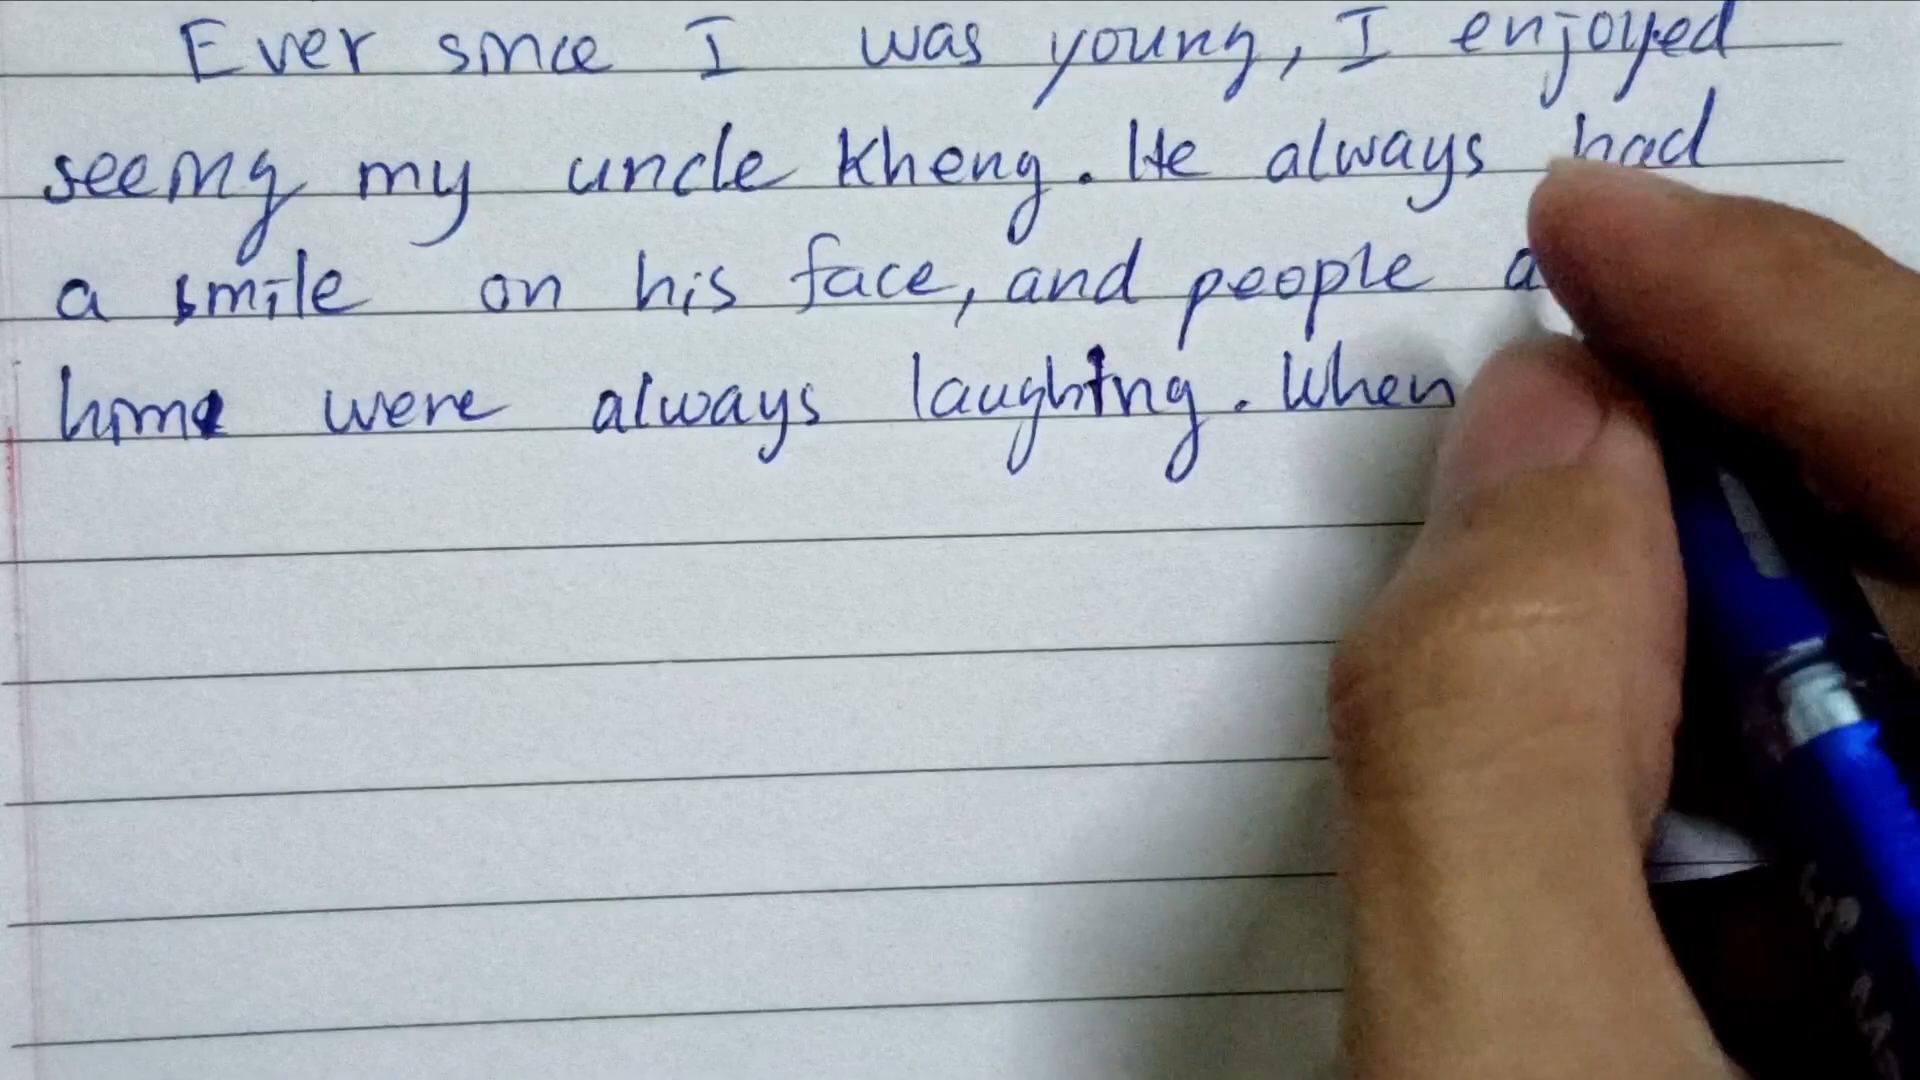 Ever since I was young, I enjoyed
seeing my uncle Kheng. He always had
a smile on his face, and people
him were always laughing. When